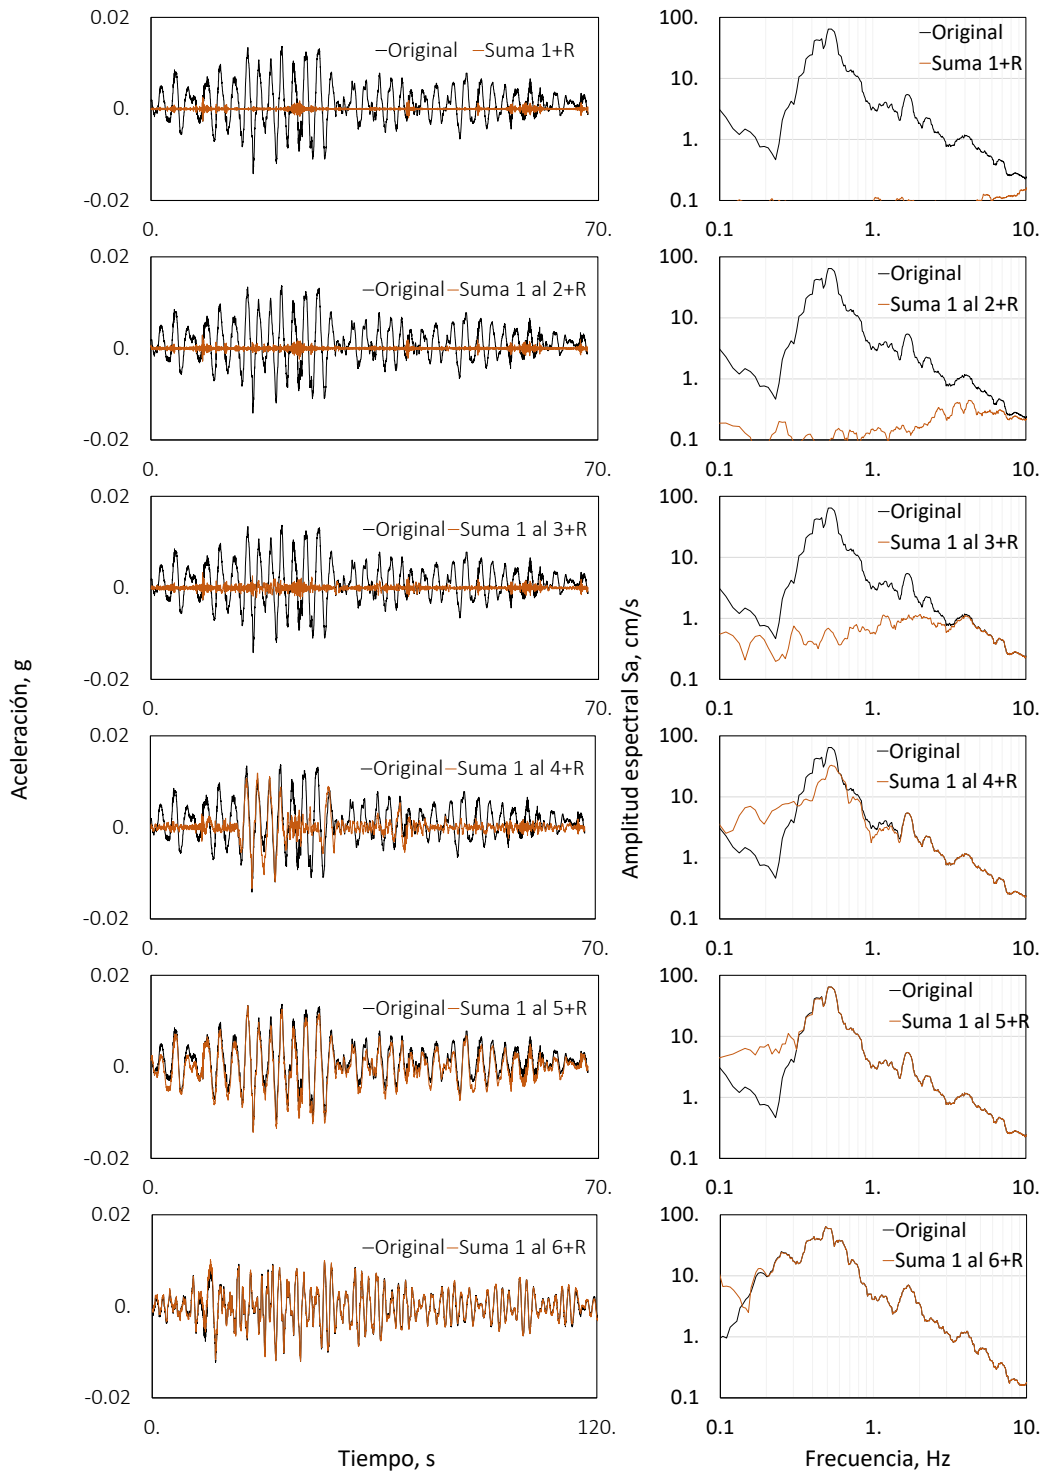 0.02
0.
-0.02
0.
70.
Original
Suma 1+R
100.
10.
1.
0.1
0.1
1.
10.
Original
Suma 1+R
0.02
0.
-0.02
0.
70.
Original
Suma 1 al 2+R
100.
10.
1.
0.1
0.1
1.
10.
Original
Suma 1 al 2+R
0.02
0.
-0.02
0.
70.
Original
Suma 1 al 3+R
100.
10.
1.
0.1
0.1
1.
10.
Original
Suma 1 al 3+R
Aceleración, g
Amplitud espectral Sa, cm/s
0.02
0.
-0.02
0.
70.
Original
Suma 1 al 4+R
100.
10.
1.
0.1
0.1
1.
10.
Original
Suma 1 al 4+R
0.02
0.
-0.02
0.
70.
Original
Suma 1 al 5+R
100.
10.
1.
0.1
0.1
1.
10.
Original
Suma 1 al 5+R
0.02
0.
-0.02
0.
120.
Original
Suma 1 al 6+R
100.
10.
1.
0.1
0.1
1.
10.
Original
Suma 1 al 6+R
Tiempo, s
Frecuencia, Hz